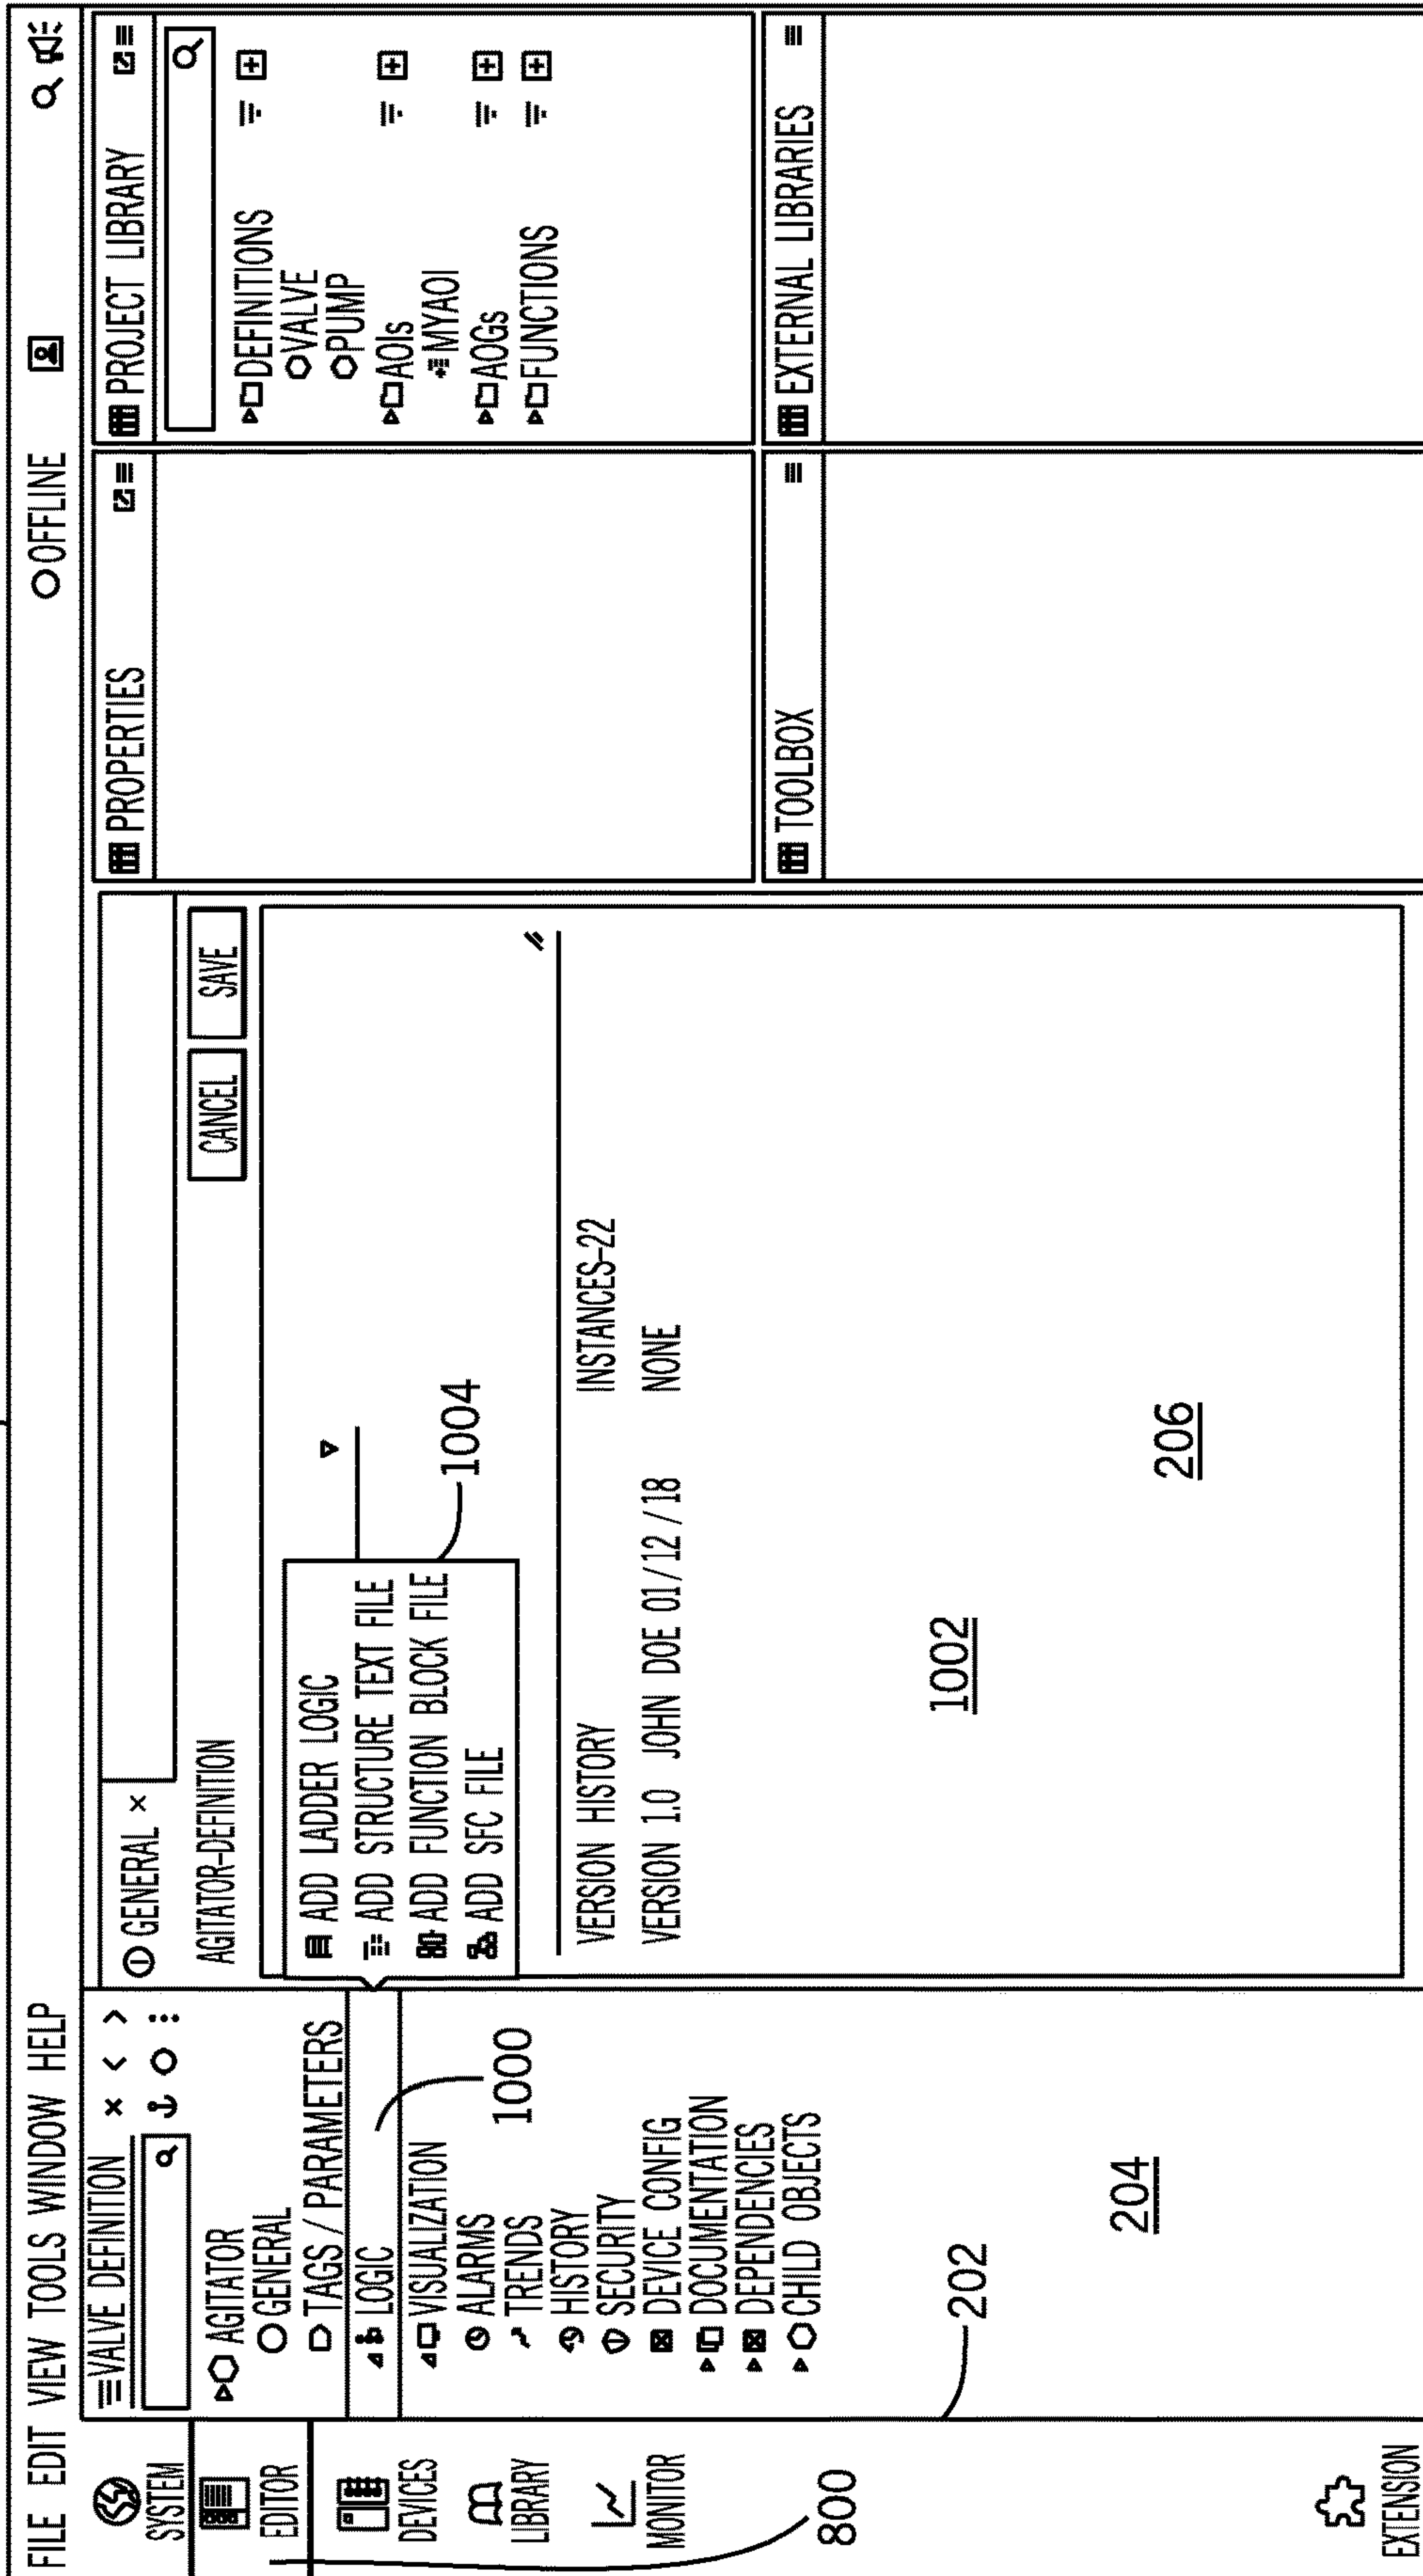 FILE EDIT VIEW TOOLS WINDOW HELP
OFFLINE
SYSTEM
EDITOR
DEVICES
LIBRARY
MONITOR
EXTENSION
800
VALVE DEFINITION
AGITATOR
GENERAL
TAGS / PARAMETERS
LOGIC
VISUALIZATION
ALARMS
TRENDS
HISTORY
SECURITY
DEVICE CONFIG
DOCUMENTATION
DEPENDENCIES
CHILD OBJECTS
1000
202
204
GENERAL ×
AGITATOR-DEFINITION
CANCEL
SAVE
ADD LADDER LOGIC
ADD STRUCTURE TEXT FILE
ADD FUNCTION BLOCK FILE
ADD SFC FILE
1004
VERSION HISTORY INSTANCES-22
VERSION 1.0 JOHN DOE 01/12/18 NONE
1002
206
PROPERTIES
TOOLBOX
PROJECT LIBRARY
DEFINITIONS
VALVE
PUMP
AOIs
MYAOI
AOGs
FUNCTIONS
EXTERNAL LIBRARIES